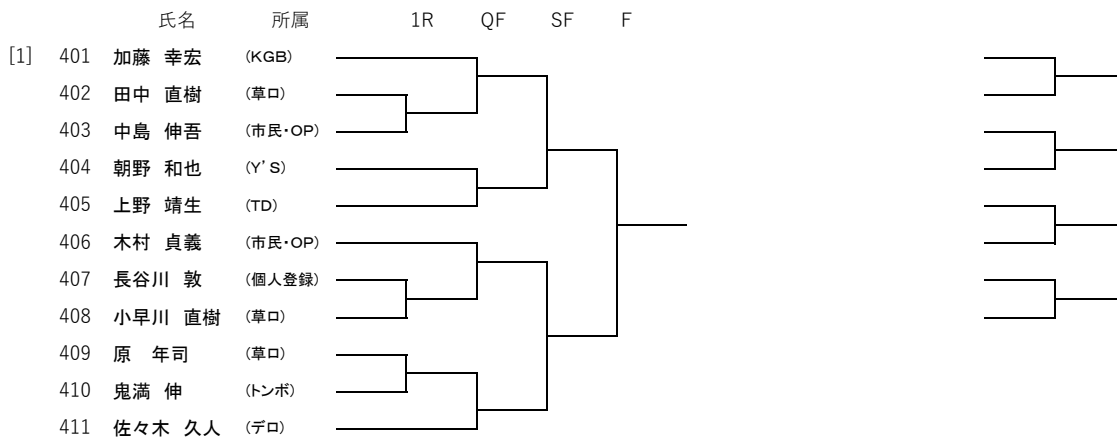 氏名 所属 1R QF SF F
[1] 401 加藤 幸宏 (KGB)
402 田中 直樹 (草ロ)
403 中島 伸吾 (市民・OP)
404 朝野 和也 (Y'S)
405 上野 靖生 (TD)
406 木村 貞義 (市民・OP)
407 長谷川 敦 (個人登録)
408 小早川 直樹 (草ロ)
409 原 年司 (草ロ)
410 鬼満 伸 (トンボ)
411 佐々木 久人 (デロ)